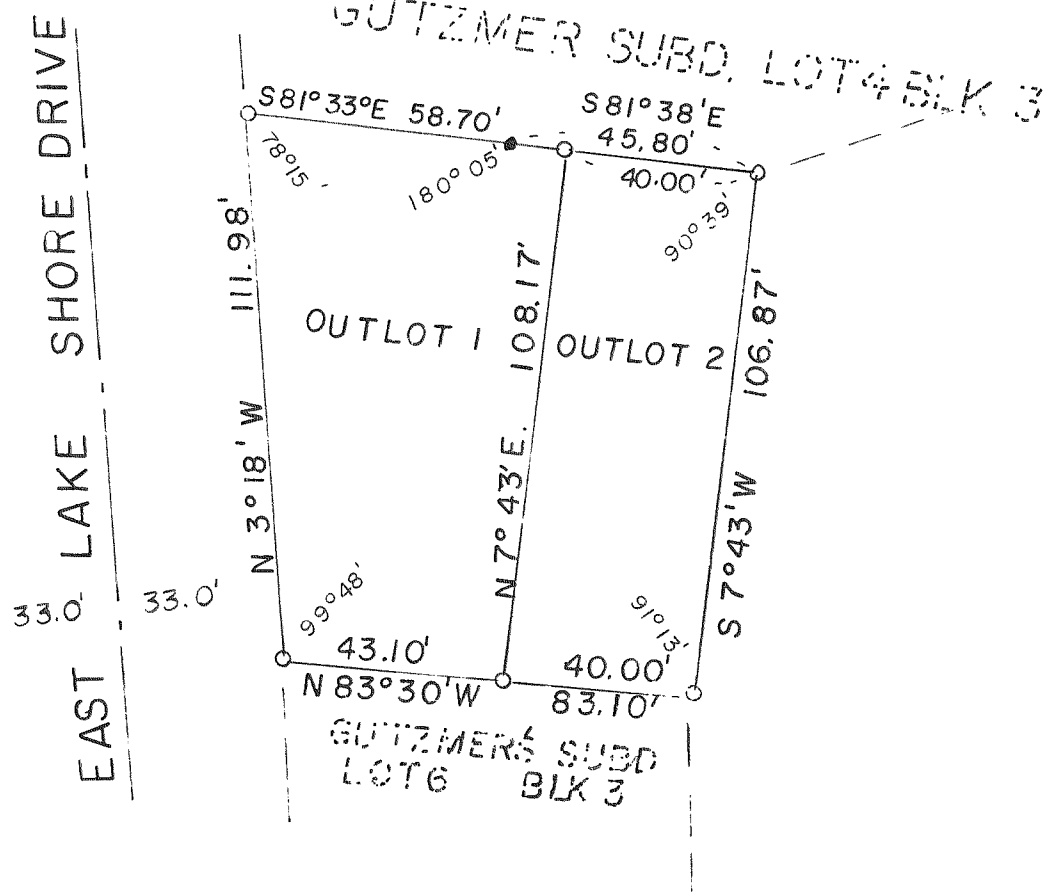 GUTZMER SUBD. LOT 4 BLK 3
S81°33°E 58.70'
S81°38'E
45.80'
40.00'
78°15'
180°05'
90°39'
EAST LAKE SHORE DRIVE
111.98'
N 3°18' W
OUTLOT 1
108.17'
N 7°43'E.
OUTLOT 2
106.87'
S 7°43'W
33.0'
33.0'
99°48'
91°13'
43.10'
40.00'
N 83°30'W
83.10'
GUTZMERS SUBD
LOT 6 BLK 3